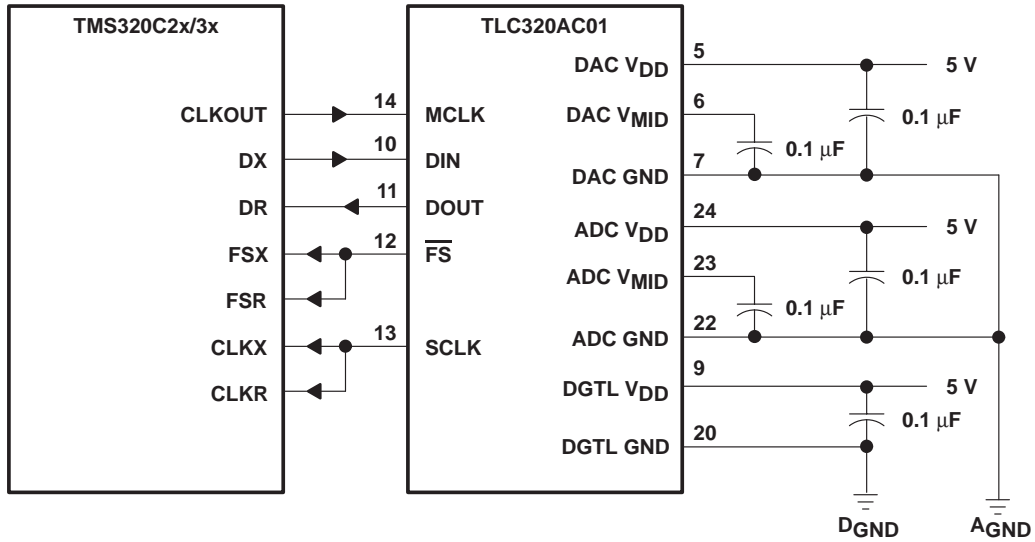 TMS320C2x/3x
TLC320AC01
CLKOUT
14
MCLK
DX
10
DIN
DR
11
DOUT
FSX
12
FS
FSR
CLKX
13
SCLK
CLKR
DAC VDD
5
5 V
0.1 μF
DAC VMID
6
0.1 μF
DAC GND
7
ADC VDD
24
5 V
0.1 μF
ADC VMID
23
0.1 μF
ADC GND
22
DGTL VDD
9
5 V
0.1 μF
DGTL GND
20
DGND
AGND